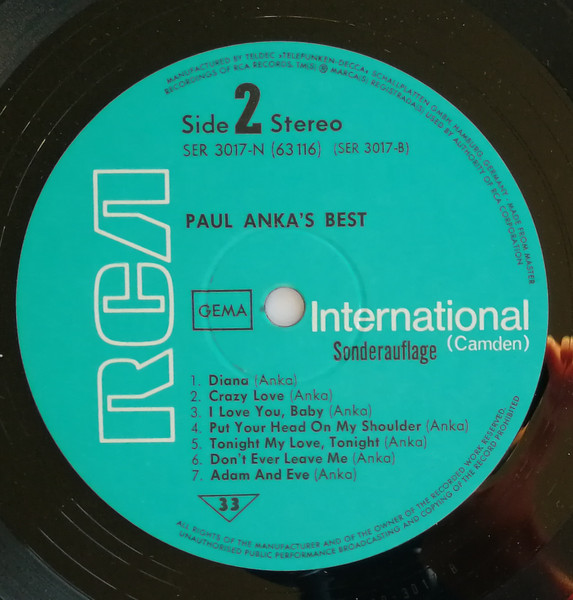 MANUFACTURED BY TELDEC »TELEFUNKEN-DECCA« SCHALLPLATTEN GMBH, HAMBURG, GERMANY · MADE FROM MASTER
RECORDINGS OF RCA RECORDS. TM(S) ® MARCA(S) REGISTRADA(S) USED BY AUTHORITY OF RCA CORPORATION
Side 2 Stereo
SER 3017-N (63116) (SER 3017-B)
RCA
PAUL ANKA'S BEST
GEMA
International
Sonderauflage (Camden)
1. Diana (Anka)
2. Crazy Love (Anka)
3. I Love You, Baby (Anka)
4. Put Your Head On My Shoulder (Anka)
5. Tonight My Love, Tonight (Anka)
6. Don't Ever Leave Me (Anka)
7. Adam And Eve (Anka)
33
ALL RIGHTS OF THE MANUFACTURER AND OF THE OWNER OF THE RECORDED WORK RESERVED.
UNAUTHORISED PUBLIC PERFORMANCE BROADCASTING AND COPYING OF THE RECORD PROHIBITED